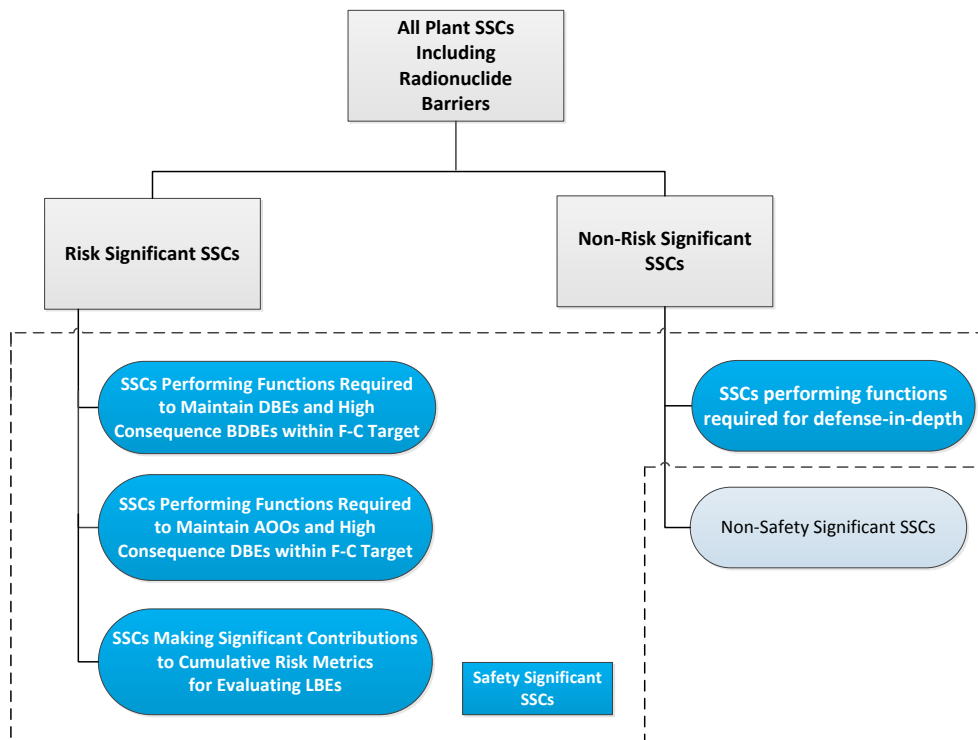 All Plant SSCs
Including
Radionuclide
Barriers
Risk Significant SSCs
Non-Risk Significant
SSCs
SSCs Performing Functions Required
to Maintain DBEs and High
Consequence BDBEs within F-C Target
SSCs performing functions
required for defense-in-depth
SSCs Performing Functions Required
to Maintain AOOs and High
Consequence DBEs within F-C Target
Non-Safety Significant SSCs
SSCs Making Significant Contributions
to Cumulative Risk Metrics
for Evaluating LBEs
Safety Significant
SSCs